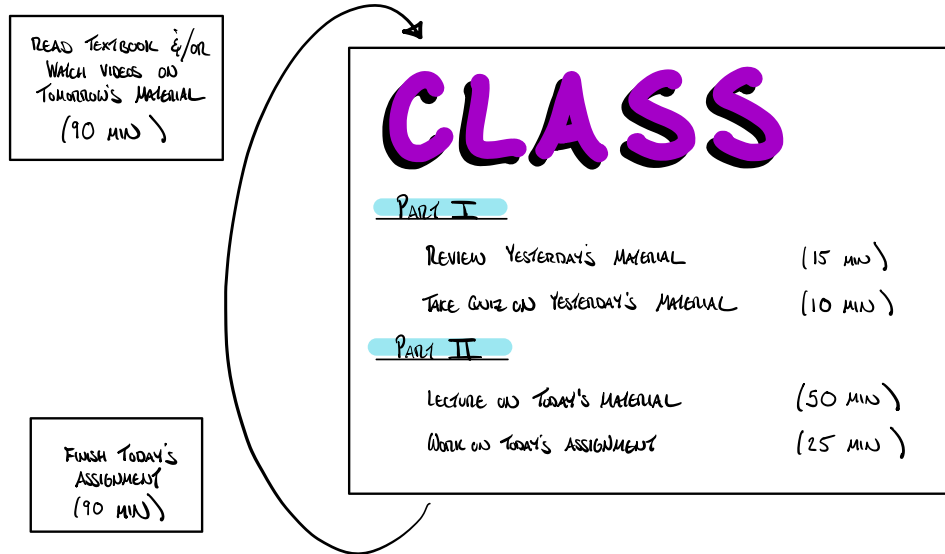 READ TEXTBOOK &/OR
WATCH VIDEOS ON
TOMORROW'S MATERIAL
(90 MIN)
CLASS
PART I
REVIEW YESTERDAY'S MATERIAL (15 MIN)
TAKE QUIZ ON YESTERDAY'S MATERIAL (10 MIN)
PART II
LECTURE ON TODAY'S MATERIAL (50 MIN)
WORK ON TODAY'S ASSIGNMENT (25 MIN)
FINISH TODAY'S
ASSIGNMENT
(90 MIN)